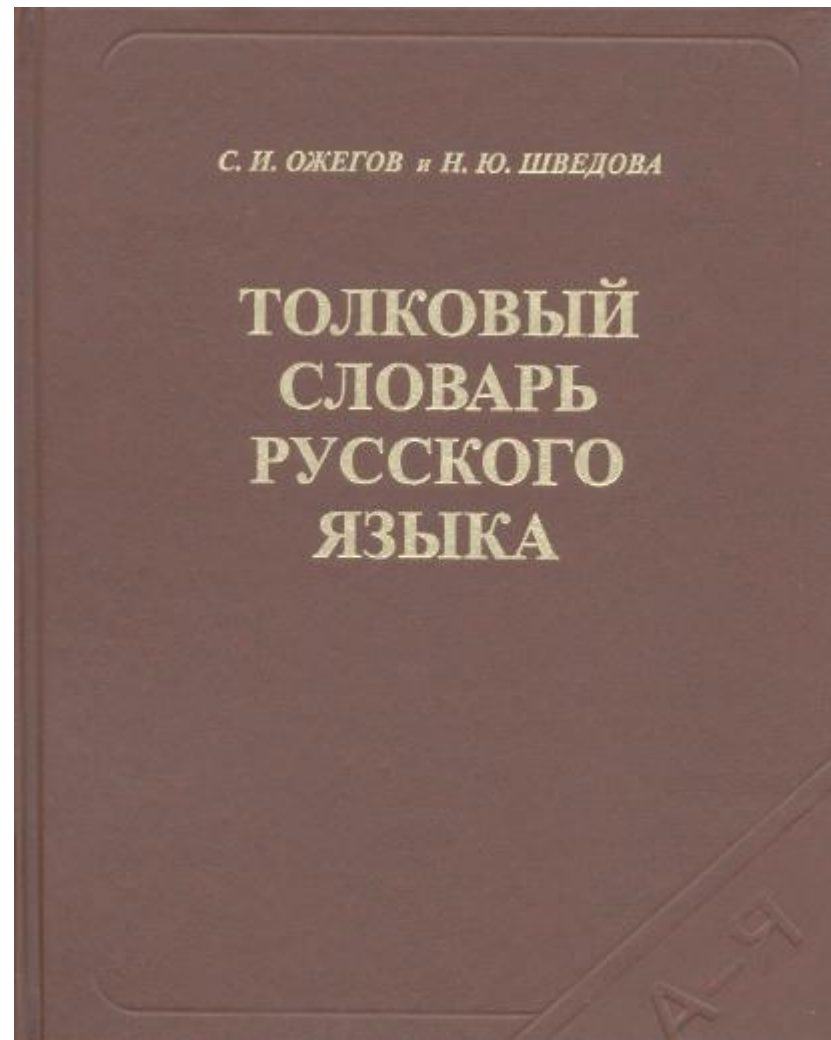 С. И. ОЖЕГОВ и Н. Ю. ШВЕДОВА
ТОЛКОВЫЙ
СЛОВАРЬ
РУССКОГО
ЯЗЫКА
А–Я